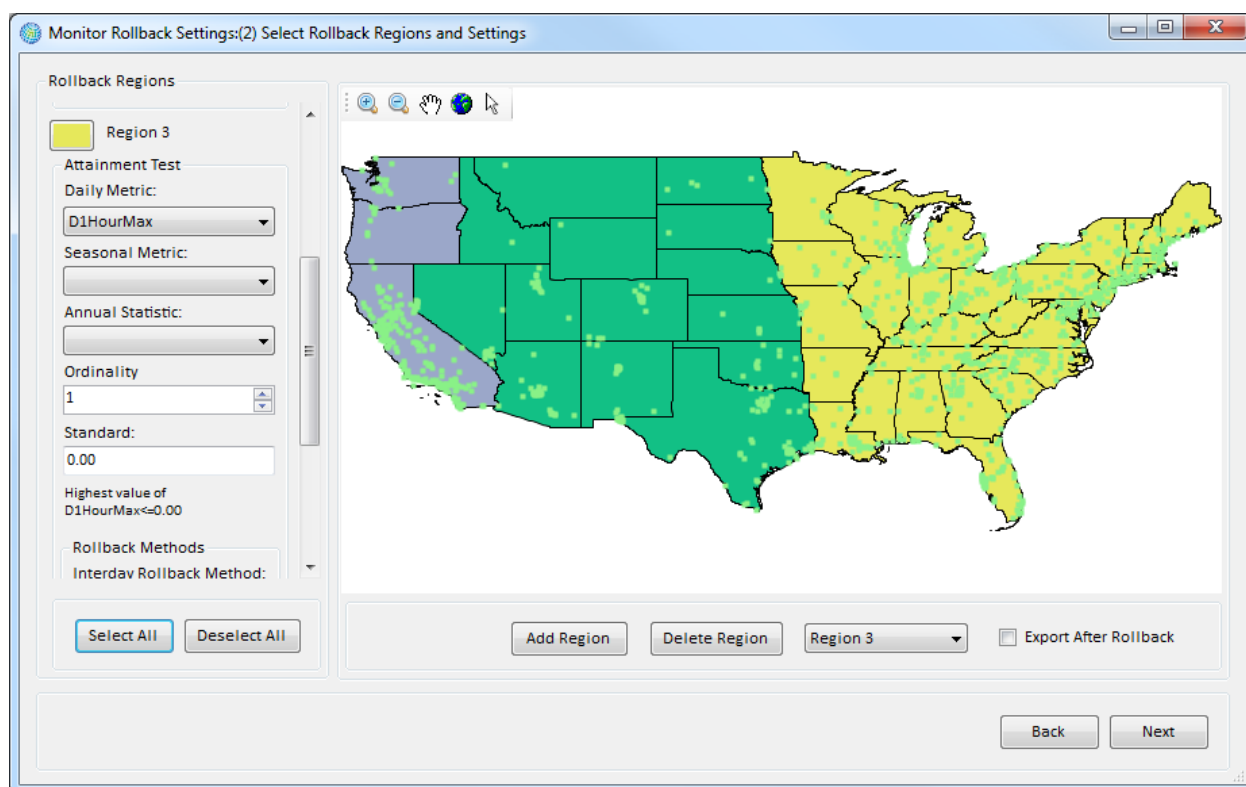 Monitor Rollback Settings:(2) Select Rollback Regions and Settings
Rollback Regions
Region 3
Attainment Test
Daily Metric:
D1HourMax
Seasonal Metric:
Annual Statistic:
Ordinality
1
Standard:
0.00
Highest value of
D1HourMax<=0.00
Rollback Methods
Interday Rollback Method:
Select All
Deselect All
Add Region
Delete Region
Region 3
Export After Rollback
Back
Next